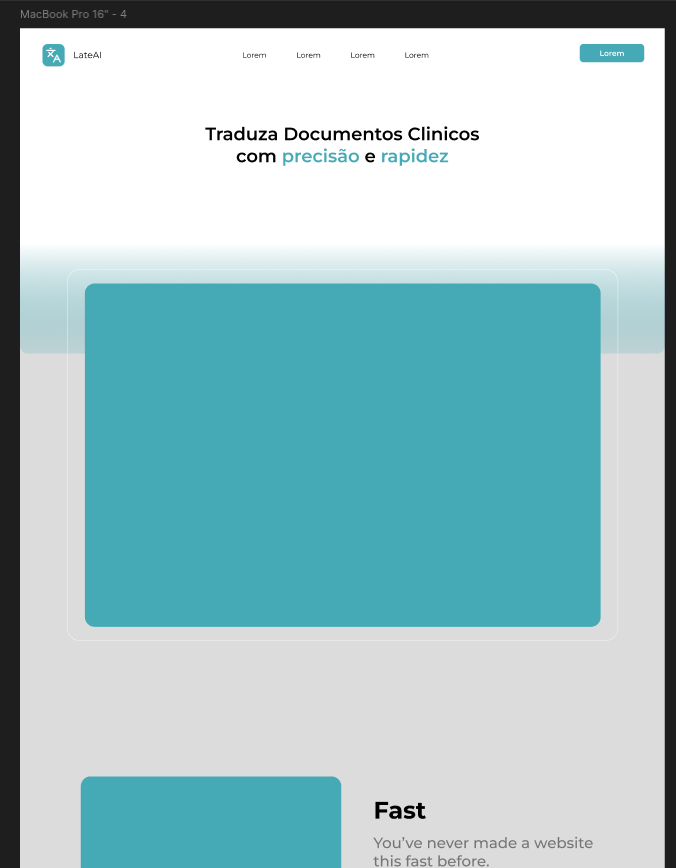 MacBook Pro 16" - 4
LateAI
Lorem
Lorem
Lorem
Lorem
Lorem
Traduza Documentos Clinicos
com precisão e rapidez
Fast
You've never made a website
this fast before.